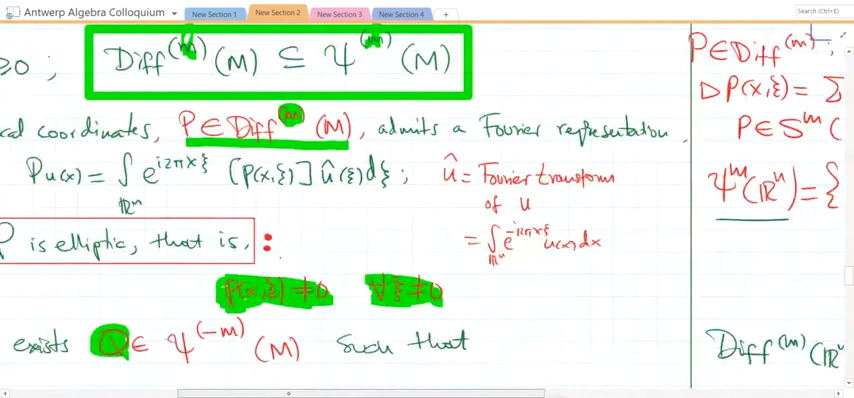 Antwerp Algebra Colloquium
New Section 1
New Section 2
New Section 3
New Section 4
+
Search (Ctrl+E)
≥0 ; Diff^(m) (M) ⊆ Ψ^(m) (M)
cal coordinates, P∈Diff^(m) (M), admits a Fourier representation
Pu(x) = ∫_{ℝⁿ} e^{i2πxξ} [P(x,ξ)] û(ξ)dξ ; û = Fourier transform
of u
= ∫_{ℝⁿ} e^{-i2πxξ} u(x)dx
P is elliptic, that is, :
P(x,ξ) ≠ 0 ∀ξ ≠ 0
exists Q ∈ Ψ^(-m) (M) such that
P∈Diff^(m),
▷ P(x,ξ) = Σ
P∈S^m (
Ψ^m(ℝⁿ) = {
Diff^(m) (ℝⁿ